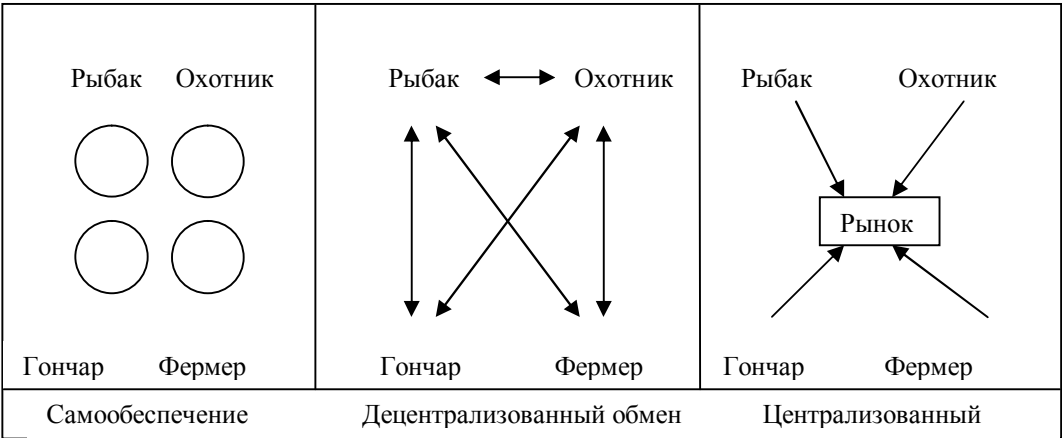 Рыбак Охотник Рыбак Охотник Рыбак Охотник
Рынок
Гончар Фермер Гончар Фермер Гончар Фермер
Самообеспечение Децентрализованный обмен Централизованный